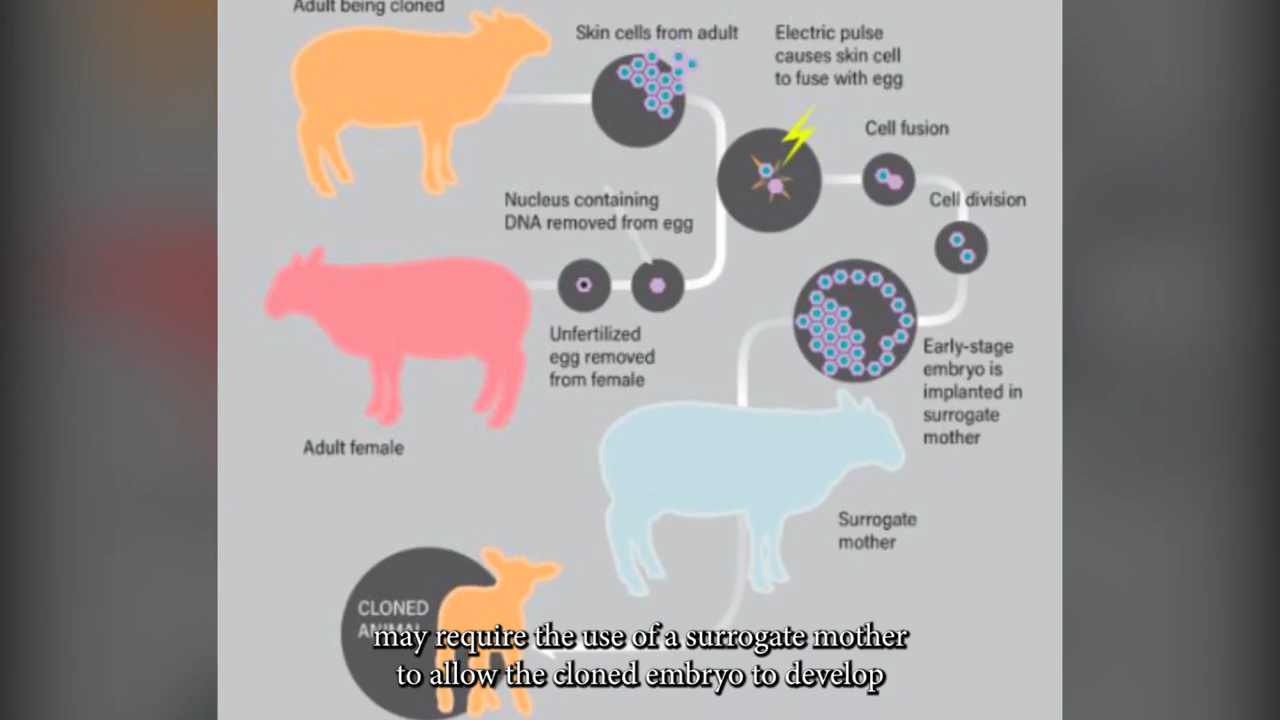 Adult being cloned
Skin cells from adult
Electric pulse
causes skin cell
to fuse with egg
Cell fusion
Nucleus containing
DNA removed from egg
Cell division
Unfertilized
egg removed
from female
Early-stage
embryo is
implanted in
surrogate
mother
Adult female
Surrogate
mother
CLONED
ANIMAL
may require the use of a surrogate mother
to allow the cloned embryo to develop